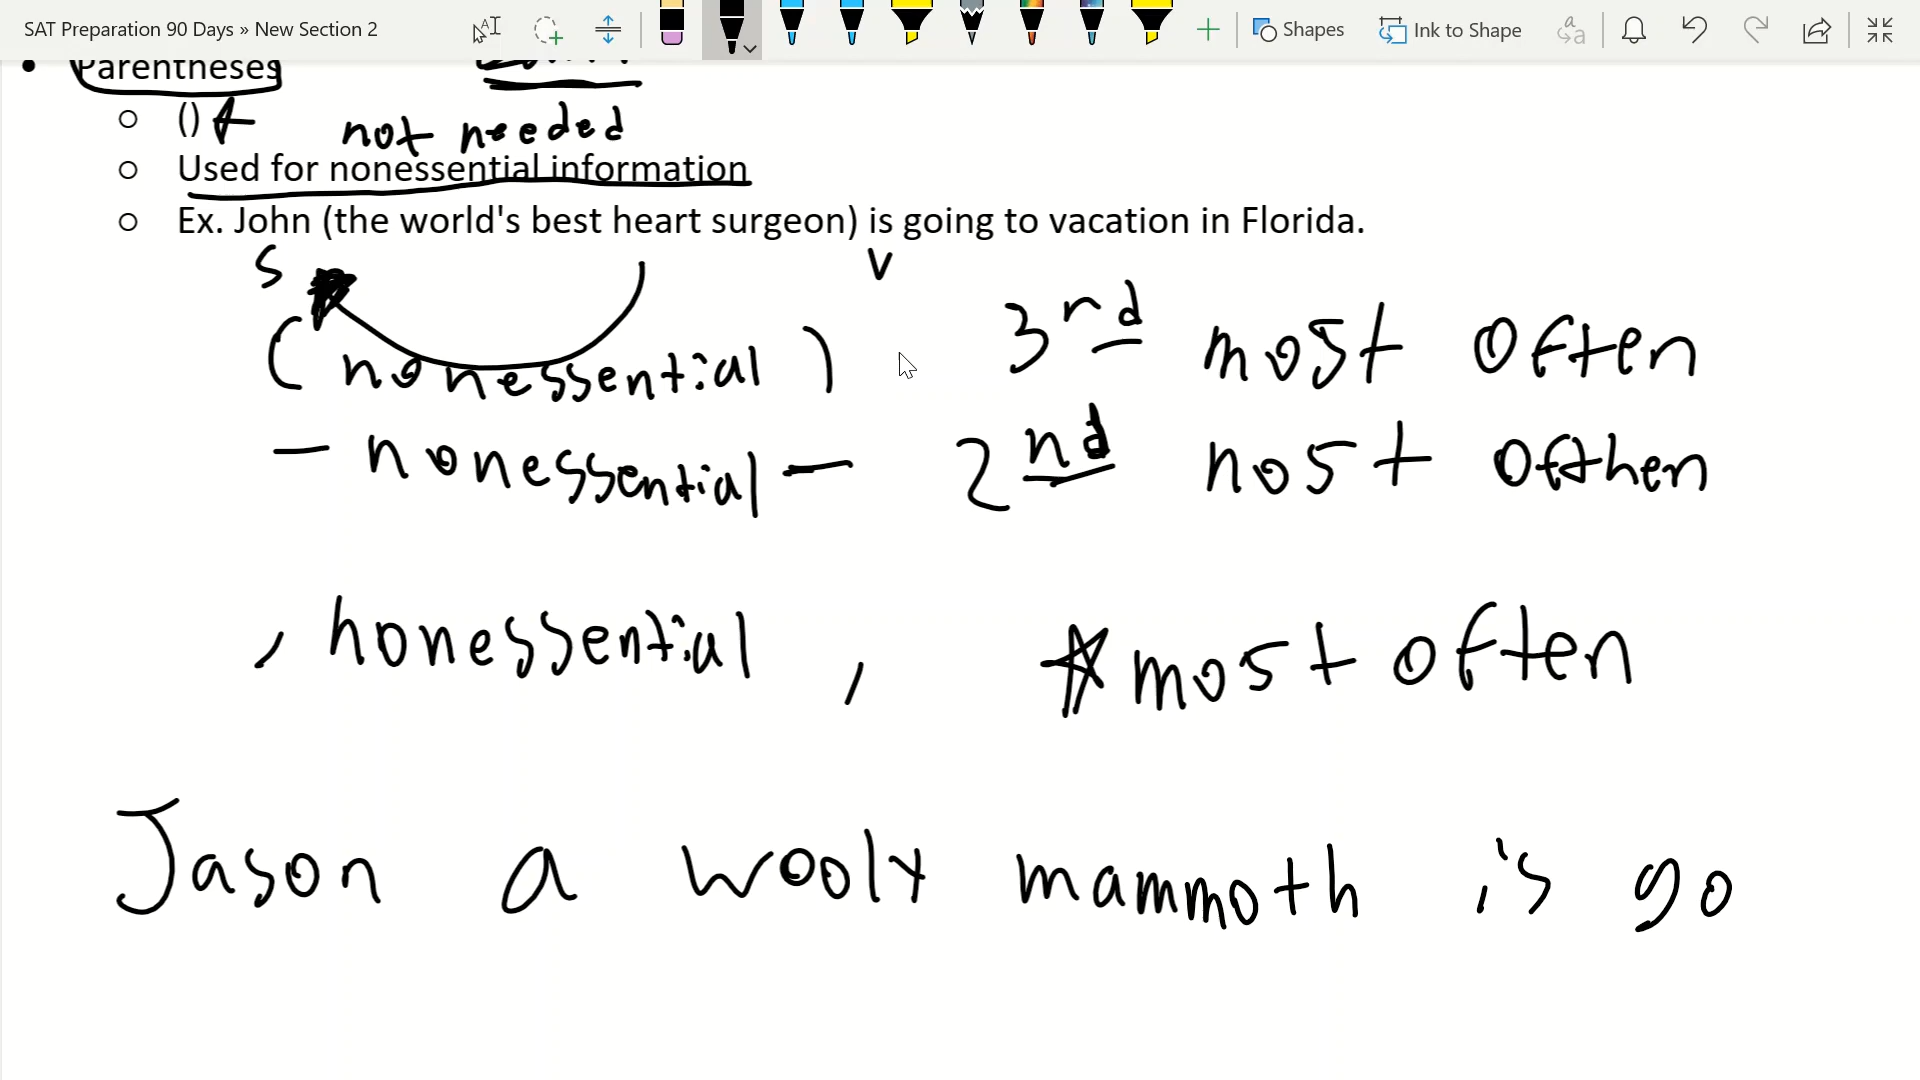 SAT Preparation 90 Days » New Section 2 Shapes Ink to Shape
• Parentheses
○ ()
not needed
○ Used for nonessential information
○ Ex. John (the world's best heart surgeon) is going to vacation in Florida.
S V
(nonessential) 3rd most often
- nonessential - 2nd nost ofthen
, nonessential , most often
Jason a wooly mammoth is go